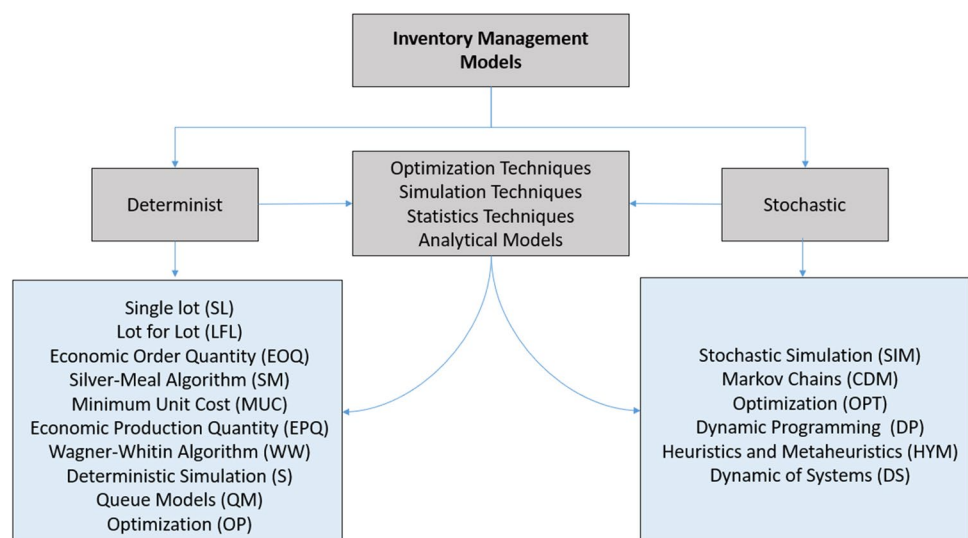 Inventory Management
Models
Determinist
Optimization Techniques
Simulation Techniques
Statistics Techniques
Analytical Models
Stochastic
Single lot (SL)
Lot for Lot (LFL)
Economic Order Quantity (EOQ)
Silver-Meal Algorithm (SM)
Minimum Unit Cost (MUC)
Economic Production Quantity (EPQ)
Wagner-Whitin Algorithm (WW)
Deterministic Simulation (S)
Queue Models (QM)
Optimization (OP)
Stochastic Simulation (SIM)
Markov Chains (CDM)
Optimization (OPT)
Dynamic Programming (DP)
Heuristics and Metaheuristics (HYM)
Dynamic of Systems (DS)